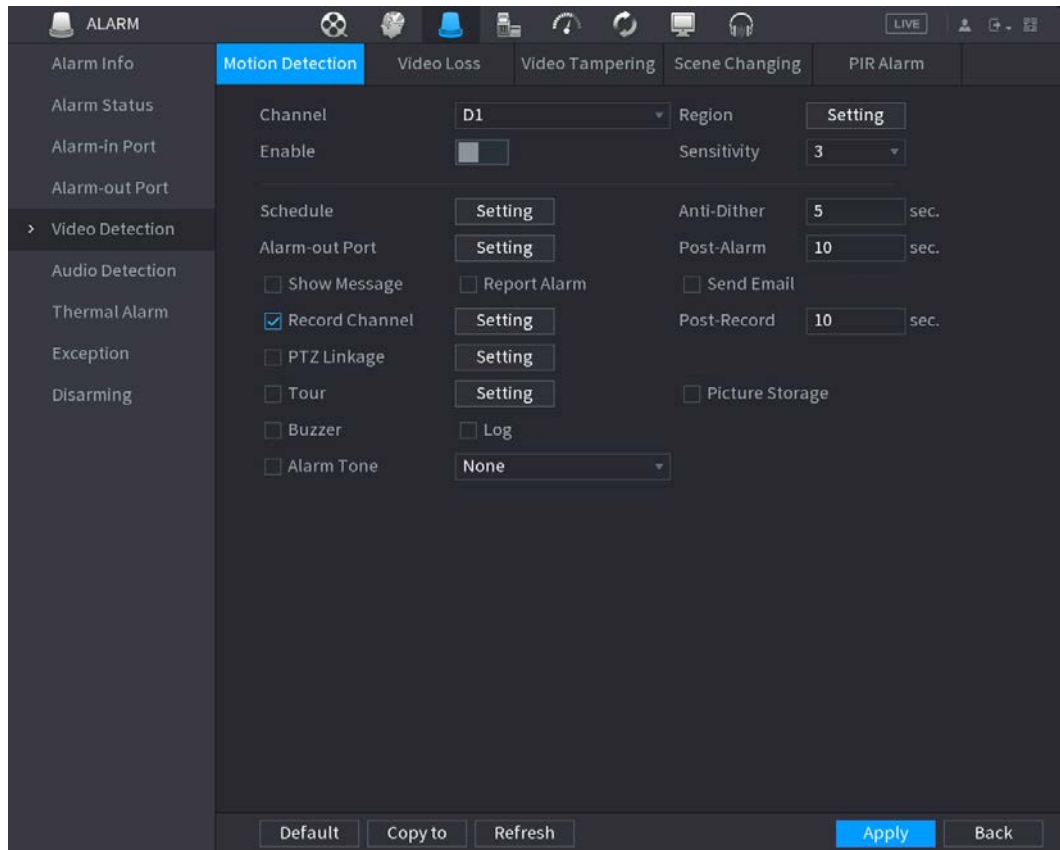 ALARM LIVE
Alarm Info
Alarm Status
Alarm-in Port
Alarm-out Port
Video Detection
Audio Detection
Thermal Alarm
Exception
Disarming
Motion Detection Video Loss Video Tampering Scene Changing PIR Alarm
Channel D1 Region Setting
Enable Sensitivity 3
Schedule Setting Anti-Dither 5 sec.
Alarm-out Port Setting Post-Alarm 10 sec.
Show Message Report Alarm Send Email
Record Channel Setting Post-Record 10 sec.
PTZ Linkage Setting
Tour Setting Picture Storage
Buzzer Log
Alarm Tone None
Default Copy to Refresh Apply Back